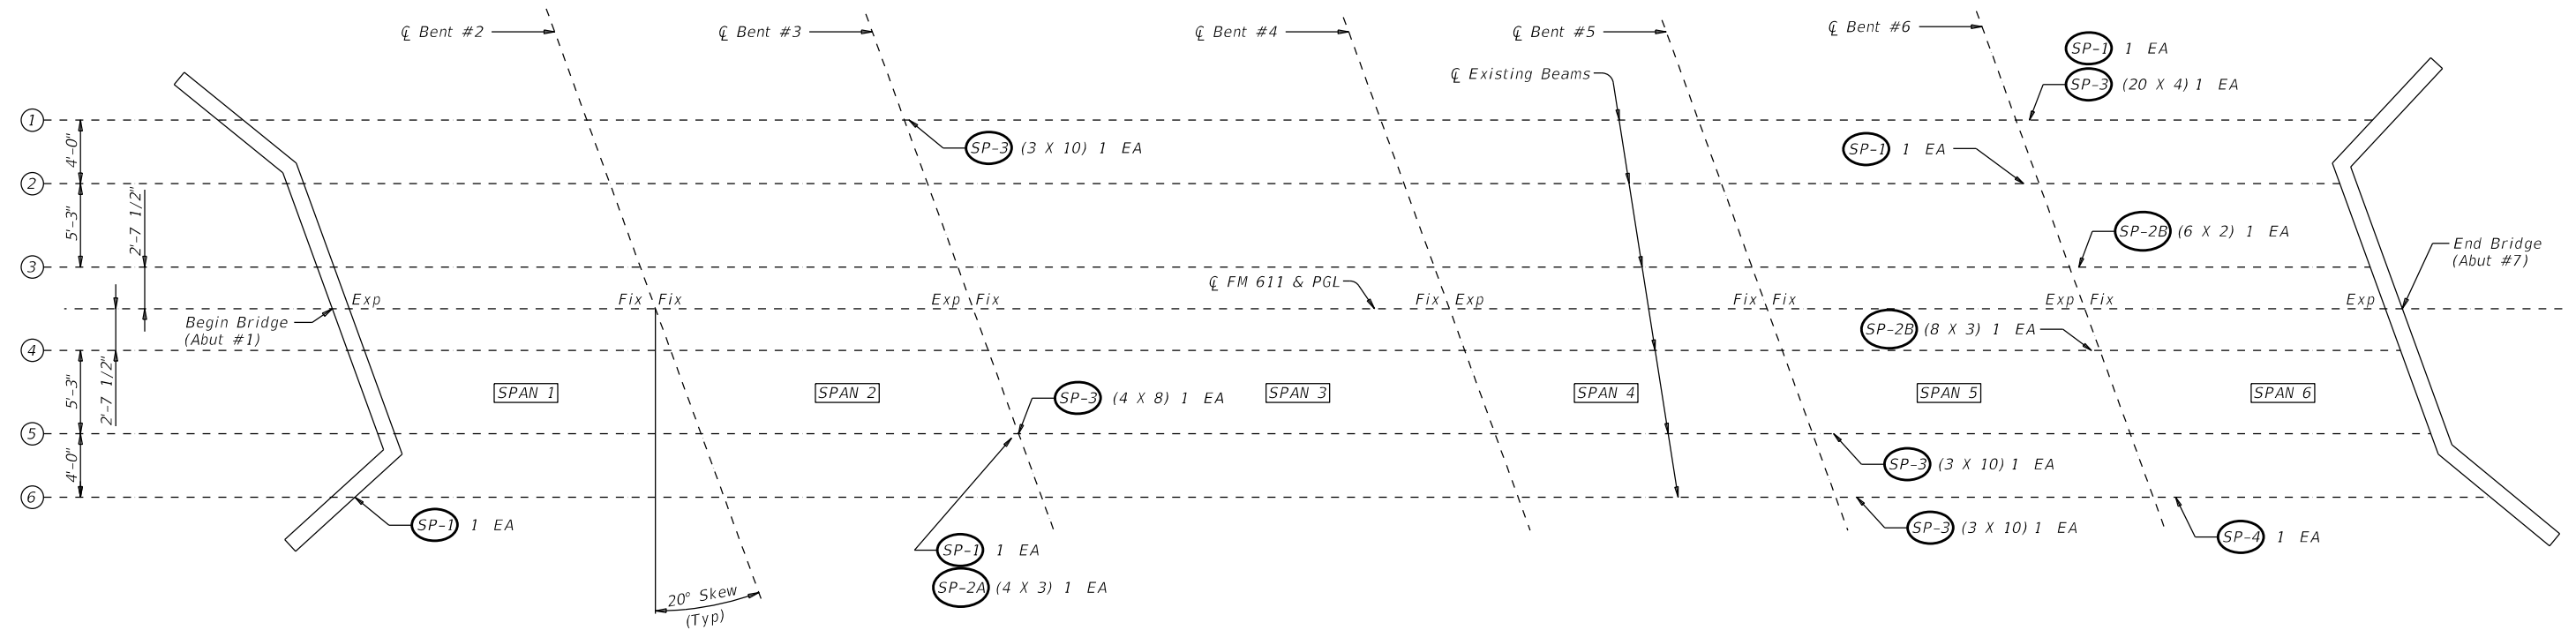 ℄ Bent #2
℄ Bent #3
℄ Bent #4
℄ Bent #5
℄ Bent #6
SP-1 1 EA
℄ Existing Beams
SP-3 (20 X 4) 1 EA
1
4'-0"
SP-3 (3 X 10) 1 EA
SP-1 1 EA
2
5'-3"
2'-7 1/2"
SP-2B (6 X 2) 1 EA
End Bridge
(Abut #7)
3
℄ FM 611 & PGL
Exp
Fix Fix
Exp Fix
Fix Exp
Fix Fix
Exp Fix
Exp
Begin Bridge
(Abut #1)
SP-2B (8 X 3) 1 EA
4
5'-3"
2'-7 1/2"
SPAN 1
SPAN 2
SPAN 3
SPAN 4
SPAN 5
SPAN 6
SP-3 (4 X 8) 1 EA
5
4'-0"
SP-3 (3 X 10) 1 EA
6
SP-1 1 EA
SP-3 (3 X 10) 1 EA
SP-4 1 EA
SP-1 1 EA
SP-2A (4 X 3) 1 EA
20° Skew
(Typ)